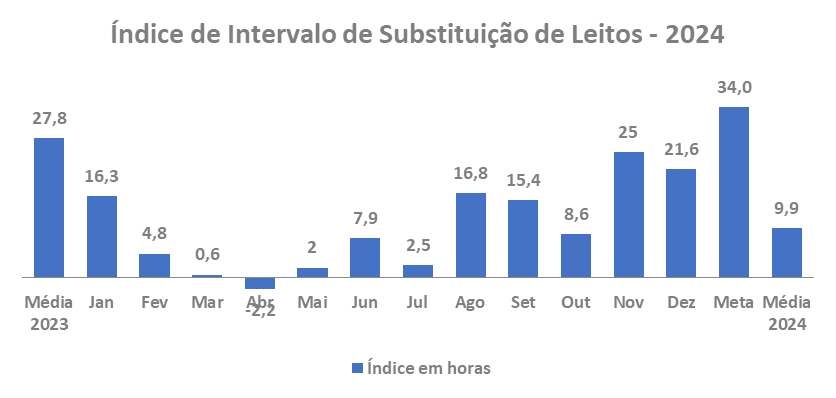 Índice de Intervalo de Substituição de Leitos - 2024
27,8
16,3
4,8
0,6
-2,2
2
7,9
2,5
16,8
15,4
8,6
25
21,6
34,0
9,9
Média 2023
Jan
Fev
Mar
Abr
Mai
Jun
Jul
Ago
Set
Out
Nov
Dez
Meta
Média 2024
Índice em horas